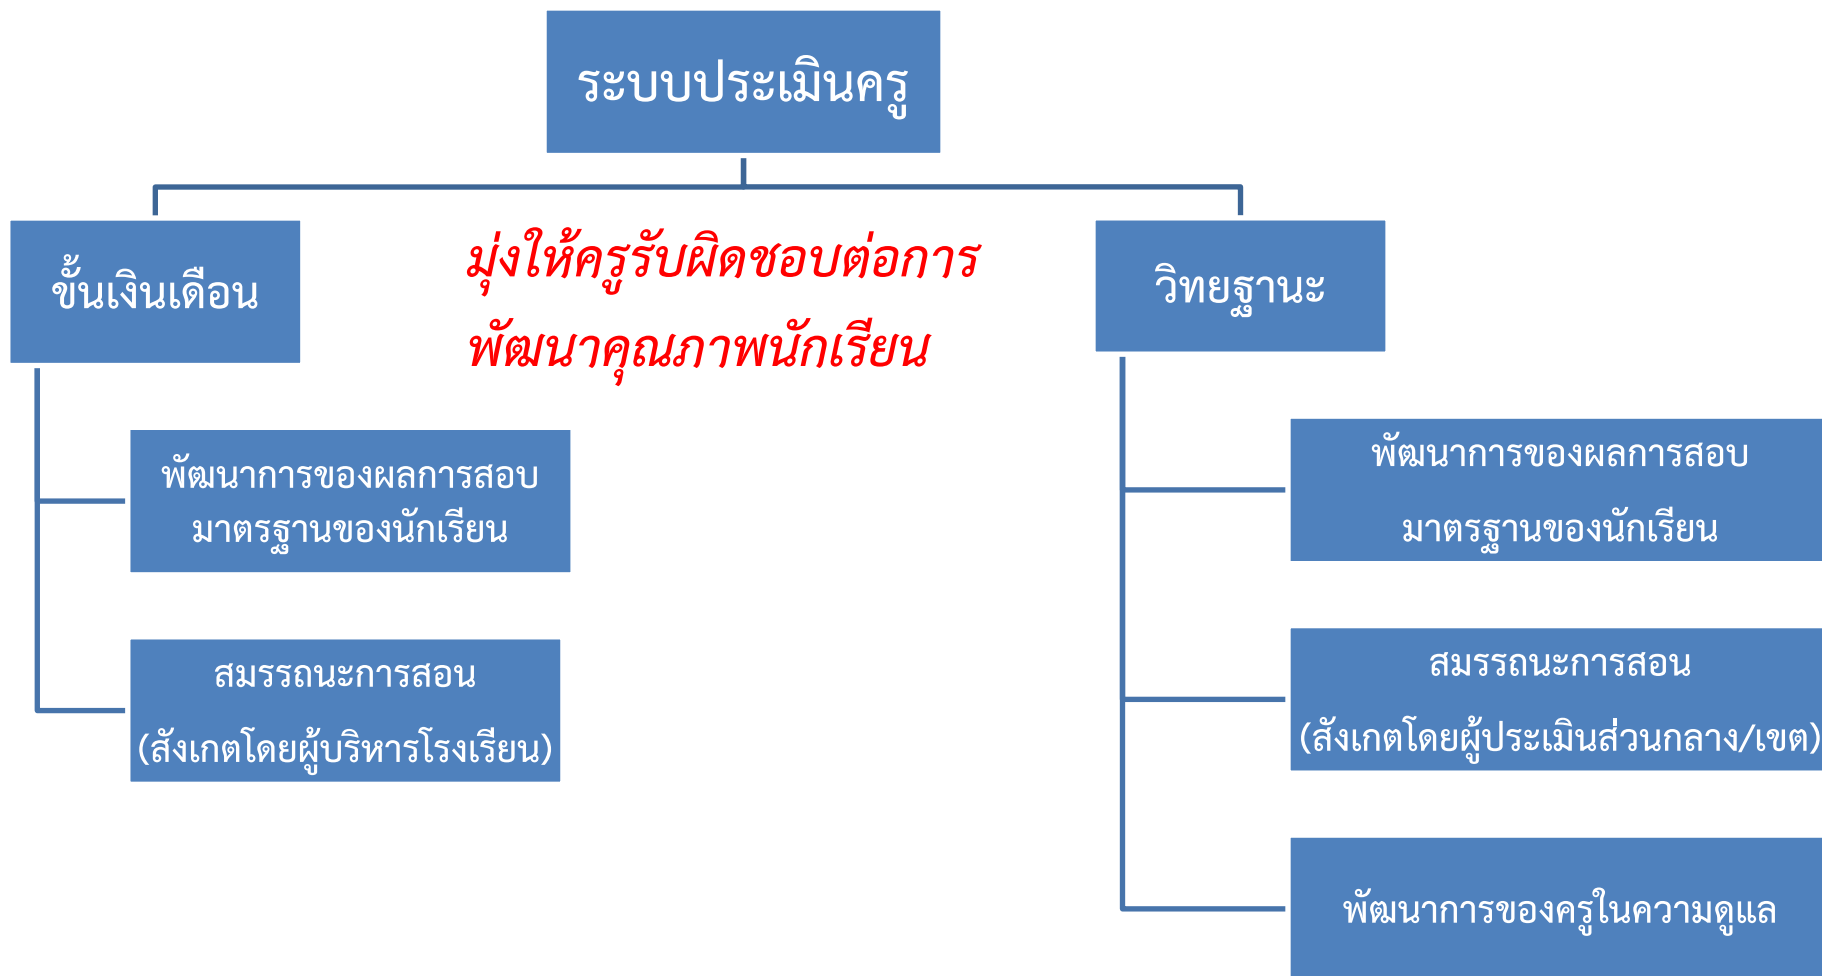 ระบบประเมินครู
ขั้นเงินเดือน
มุ่งให้ครูรับผิดชอบต่อการ
พัฒนาคุณภาพนักเรียน
วิทยฐานะ
พัฒนาการของผลการสอบ
มาตรฐานของนักเรียน
สมรรถนะการสอน
(สังเกตโดยผู้บริหารโรงเรียน)
พัฒนาการของผลการสอบ
มาตรฐานของนักเรียน
สมรรถนะการสอน
(สังเกตโดยผู้ประเมินส่วนกลาง/เขต)
พัฒนาการของครูในความดูแล